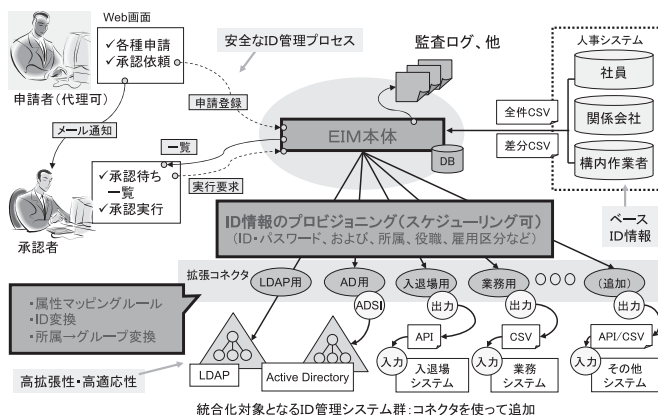 Web画面
✓各種申請
✓承認依頼
申請者(代理可)
安全なID管理プロセス
監査ログ、他
人事システム
社員
関係会社
構内作業者
全件CSV
差分CSV
申請登録
メール通知
一覧
EIM本体
DB
✓承認待ち
一覧
✓承認実行
実行要求
承認者
ベース
ID情報
ID情報のプロビジョニング(スケジューリング可)
(ID・パスワード、および、所属、役職、雇用区分など)
拡張コネクタ
LDAP用
AD用
入退場用
業務用
(追加)
ADSI
出力
出力
出力
・属性マッピングルール
・ID変換
・所属→グループ変換
API
CSV
API/CSV
入力
入力
入力
LDAP
Active Directory
入退場
システム
業務
システム
その他
システム
高拡張性・高適応性
統合化対象となるID管理システム群:コネクタを使って追加